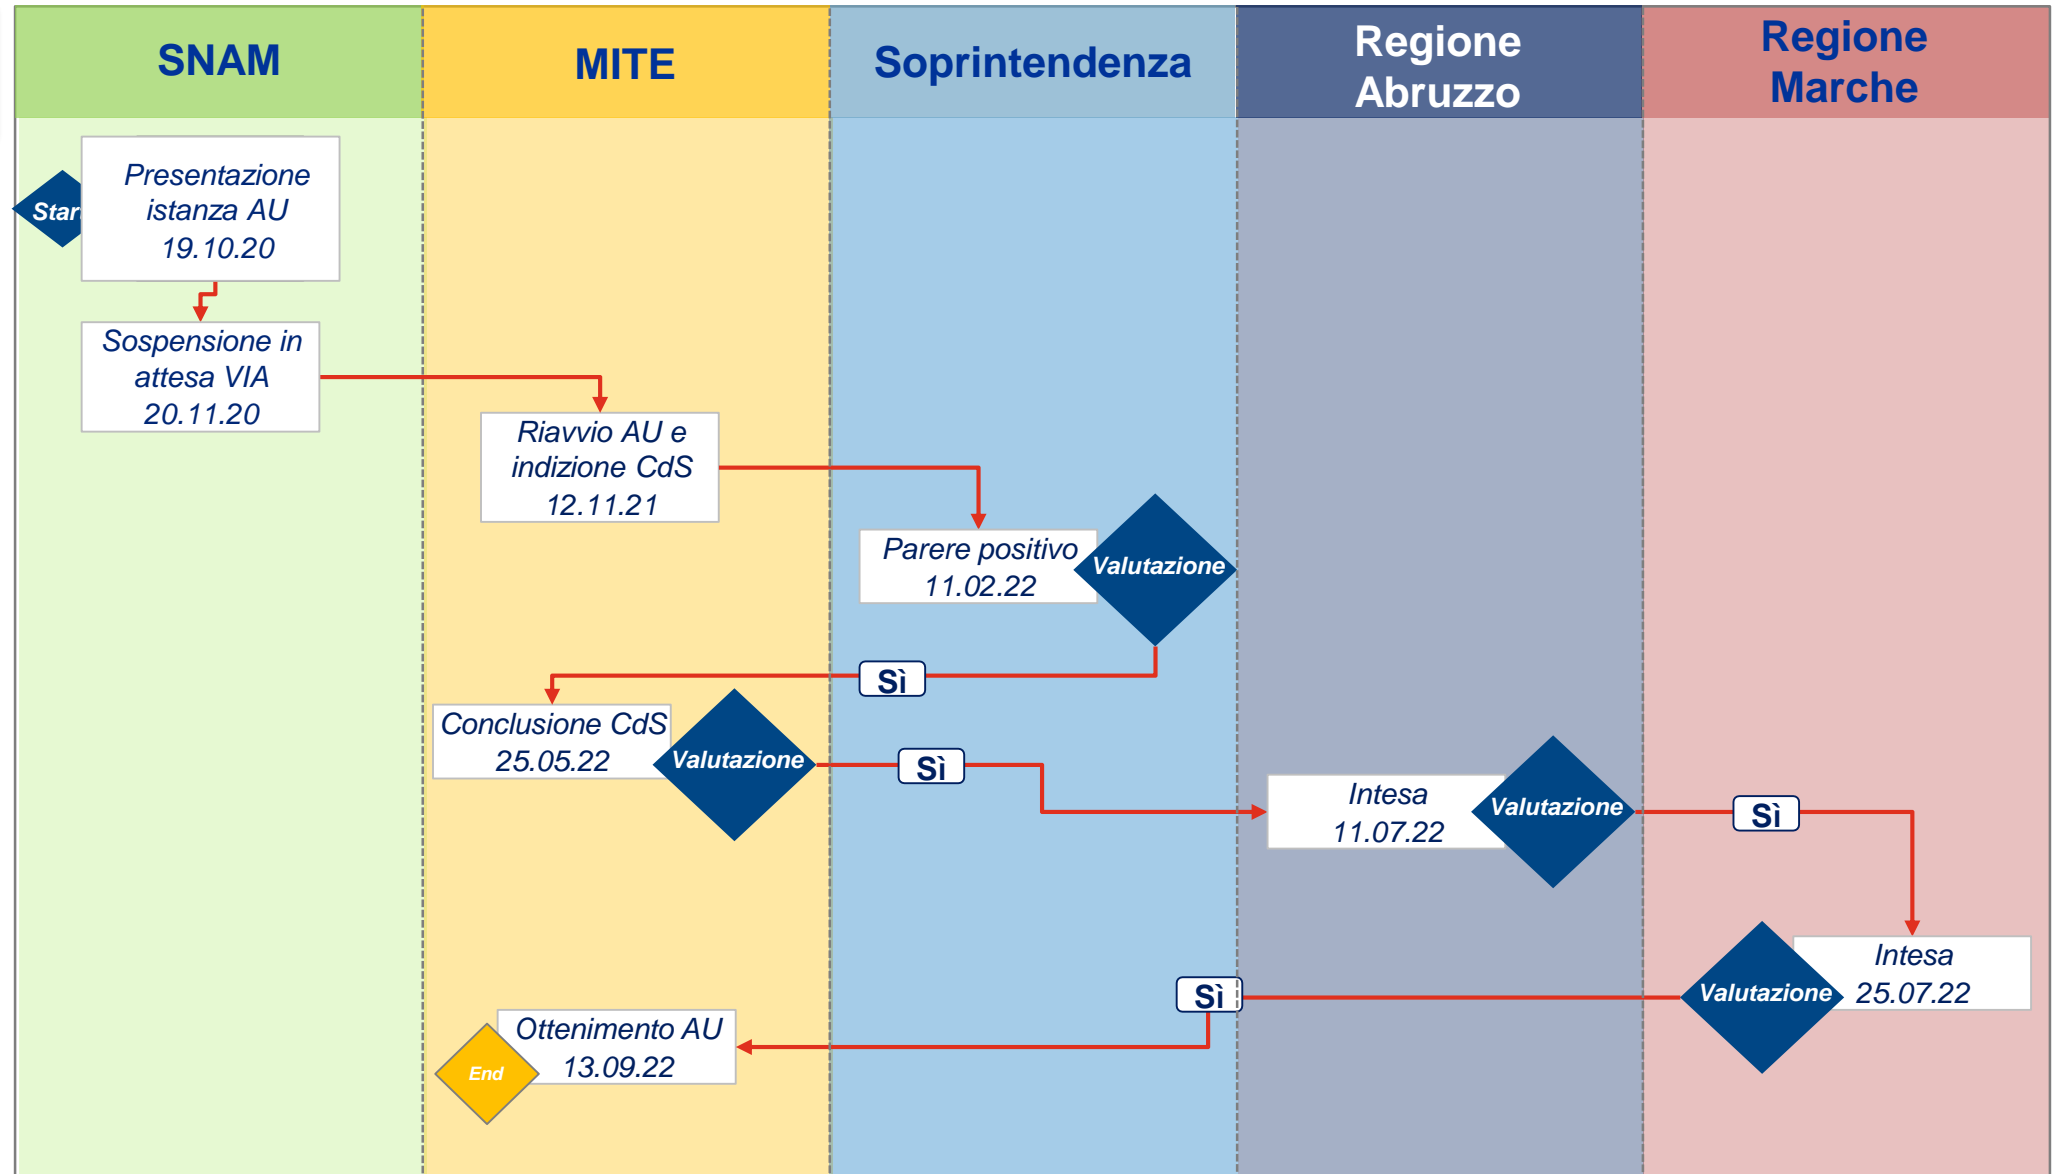 SNAM
MITE
Soprintendenza
Regione
Abruzzo
Regione
Marche
Start
Presentazione
istanza AU
19.10.20
Sospensione in
attesa VIA
20.11.20
Riavvio AU e
indizione CdS
12.11.21
Parere positivo
11.02.22
Valutazione
Sì
Conclusione CdS
25.05.22
Valutazione
Sì
Intesa
11.07.22
Valutazione
Sì
Intesa
25.07.22
Valutazione
Sì
Ottenimento AU
13.09.22
End